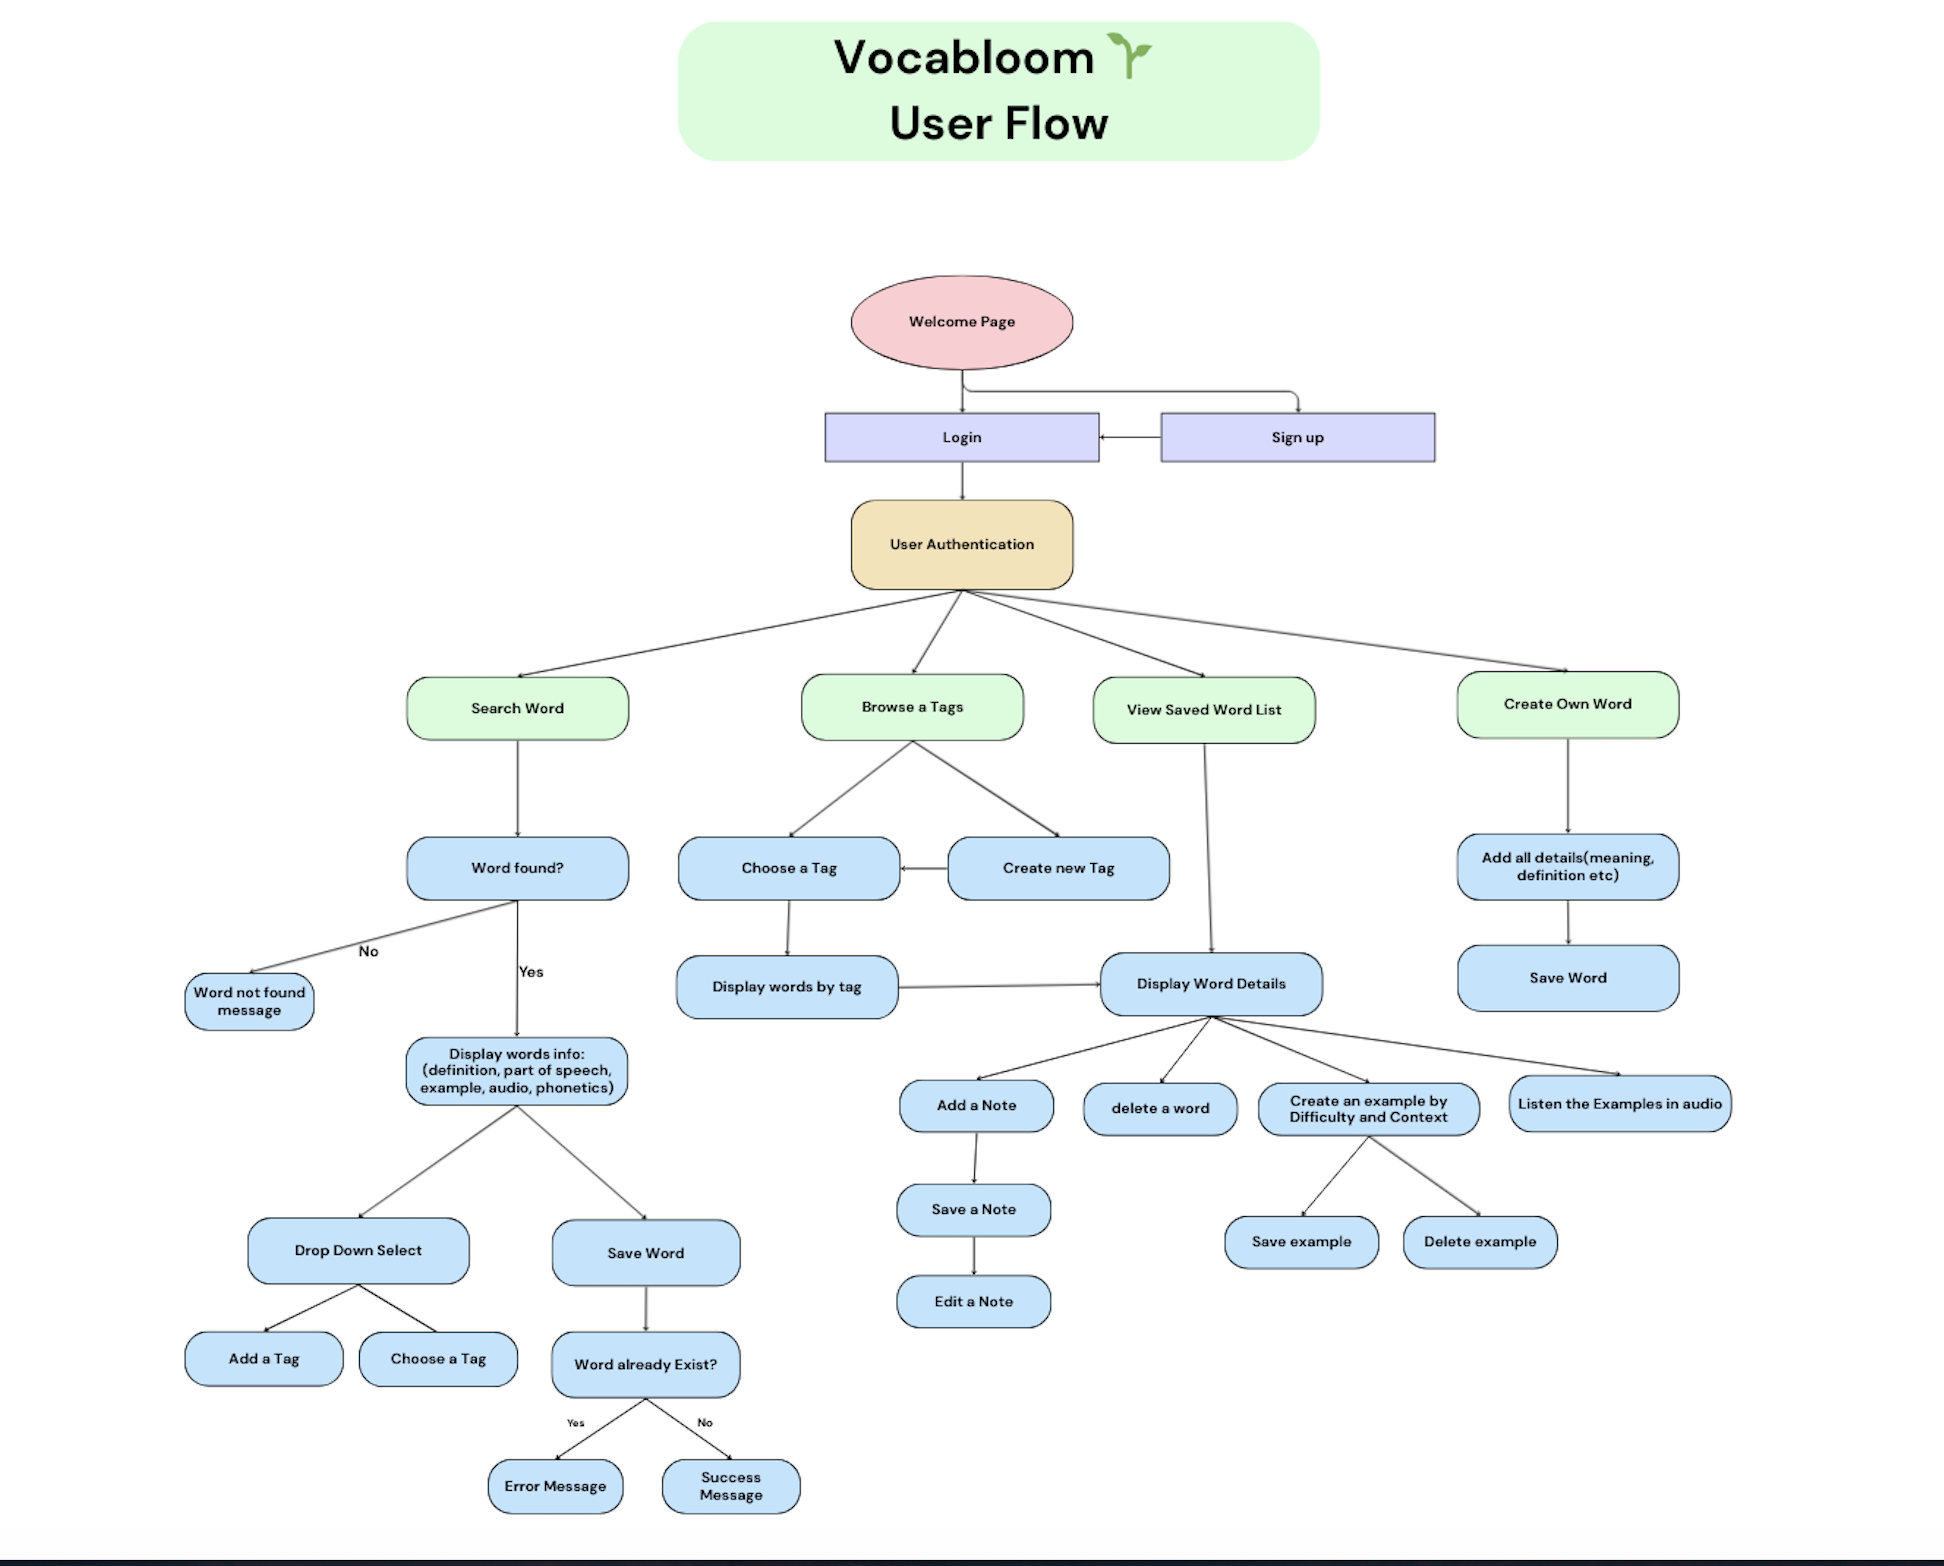 Vocabloom
User Flow
Welcome Page
Login
Sign up
User Authentication
Search Word
Browse a Tags
View Saved Word List
Create Own Word
Word found?
Choose a Tag
Create new Tag
Add all details(meaning,
definition etc)
No
Yes
Word not found
message
Display words by tag
Display Word Details
Save Word
Display words info:
(definition, part of speech,
example, audio, phonetics)
Add a Note
delete a word
Create an example by
Difficulty and Context
Listen the Examples in audio
Save a Note
Save example
Delete example
Drop Down Select
Save Word
Edit a Note
Add a Tag
Choose a Tag
Word already Exist?
Yes
No
Error Message
Success
Message